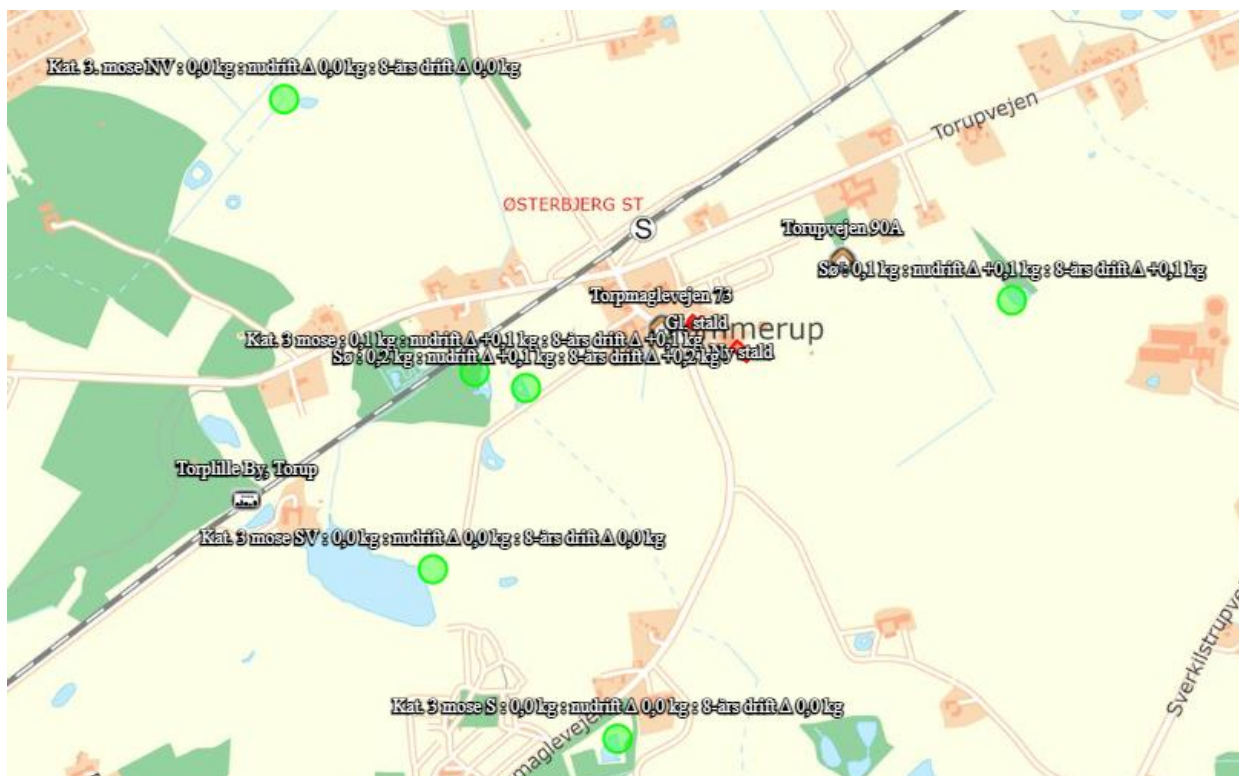 Kat. 3. mose NV : 0,0 kg : nudrift Δ 0,0 kg : 8-års drift Δ 0,0 kg
Torupvejen
ØSTERBJERG ST
S
Torupvejen 90A
Sø : 0,1 kg : nudrift Δ +0,1 kg : 8-års drift Δ +0,1 kg
Torpmaglevejen 73
Gl. stald
merup
Ny stald
Kat. 3 mose : 0,1 kg : nudrift Δ +0,1 kg : 8-års drift Δ +0,1 kg
Sø : 0,2 kg : nudrift Δ +0,1 kg : 8-års drift Δ +0,2 kg
Torplille By, Torup
Kat. 3 mose SV : 0,0 kg : nudrift Δ 0,0 kg : 8-års drift Δ 0,0 kg
Kat. 3 mose S : 0,0 kg : nudrift Δ 0,0 kg : 8-års drift Δ 0,0 kg
maglevejen
Sverkilstrupve